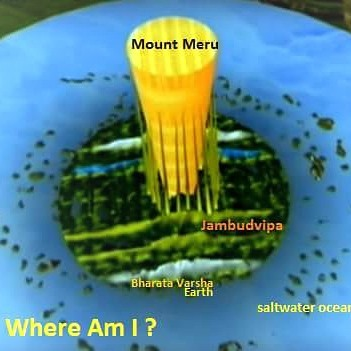 Mount Meru
Jambudvipa
Bharata Varsha
Earth
saltwater ocean
Where Am I ?